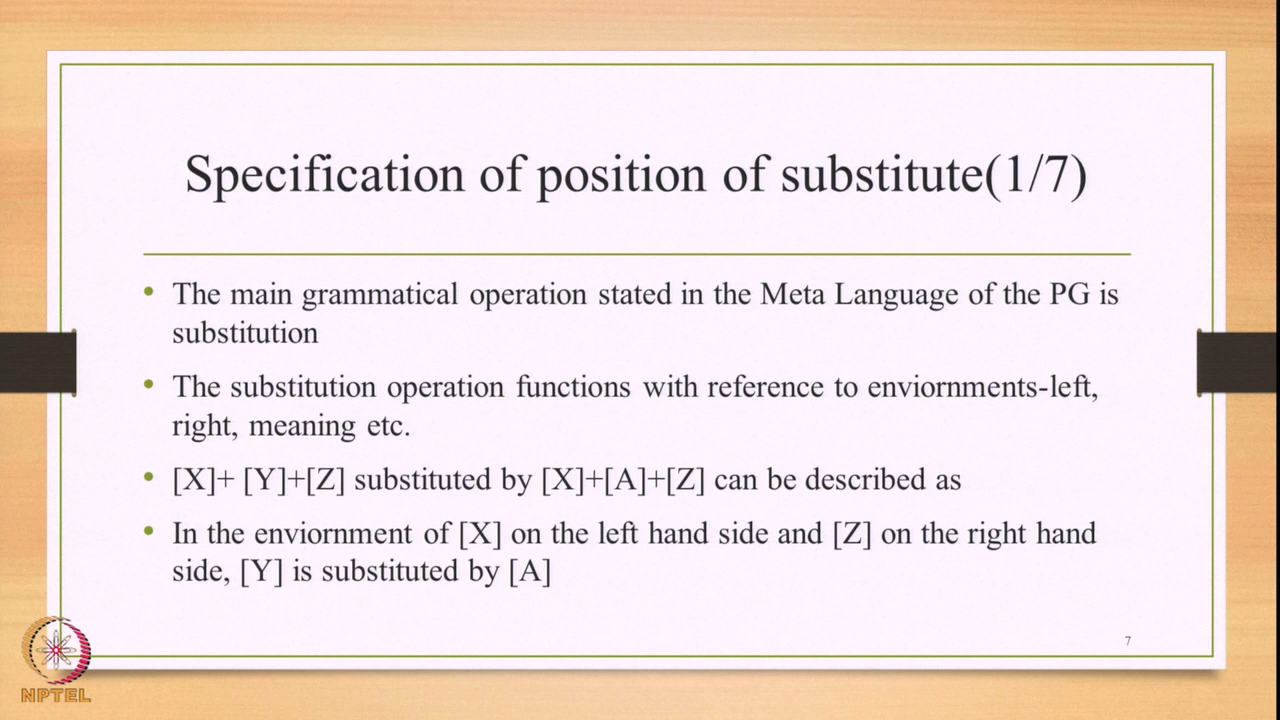 Specification of position of substitute(1/7)
• The main grammatical operation stated in the Meta Language of the PG is
substitution
• The substitution operation functions with reference to enviornments-left,
right, meaning etc.
• [X]+ [Y]+[Z] substituted by [X]+[A]+[Z] can be described as
• In the enviornment of [X] on the left hand side and [Z] on the right hand
side, [Y] is substituted by [A]
7
NPTEL